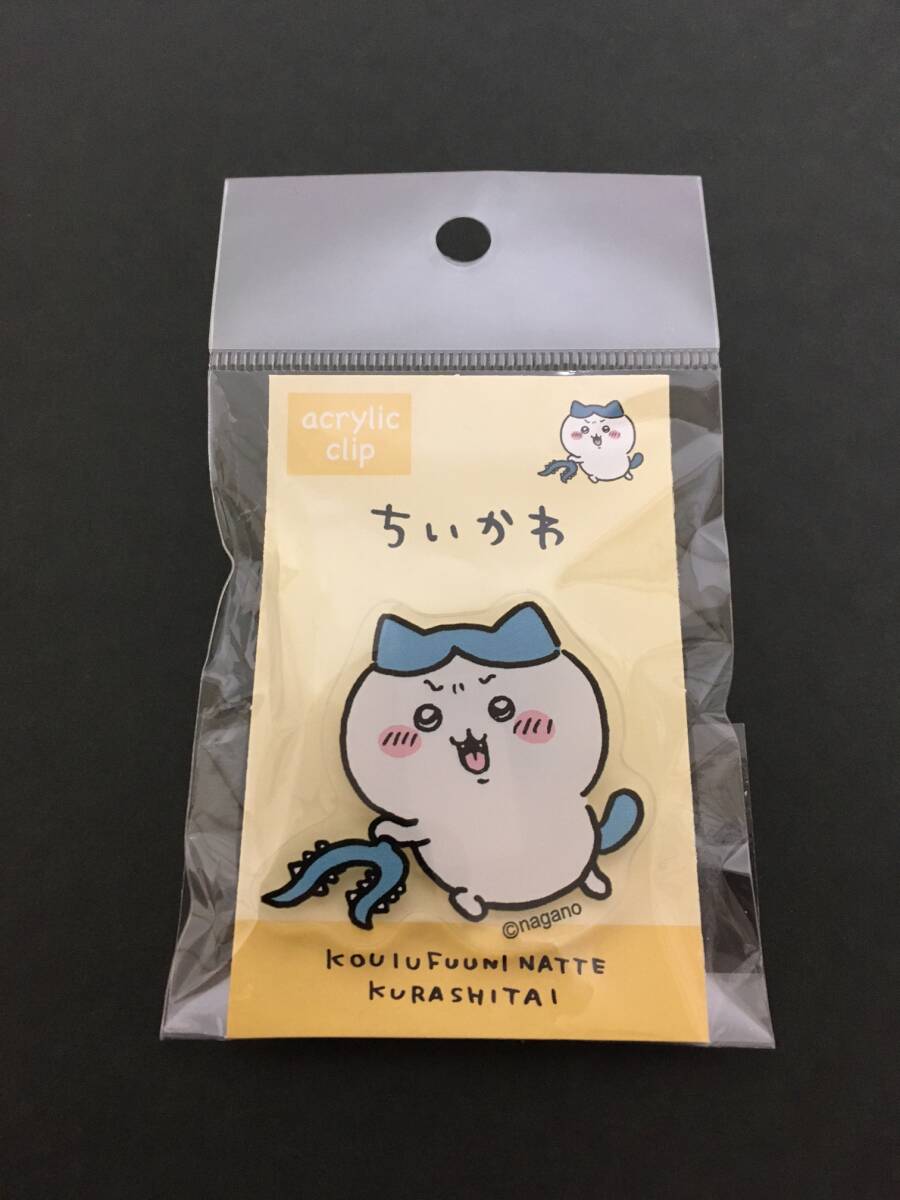 acrylic
clip
ちいかわ
©nagano
KOUIUFUUNI NATTE
KURASHITAI